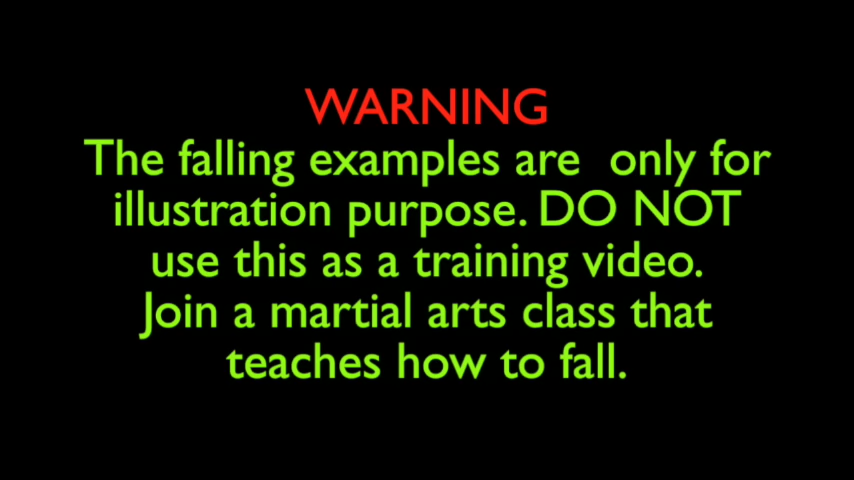 WARNING
The falling examples are  only for
illustration purpose. DO NOT
use this as a training video.
Join a martial arts class that
teaches how to fall.